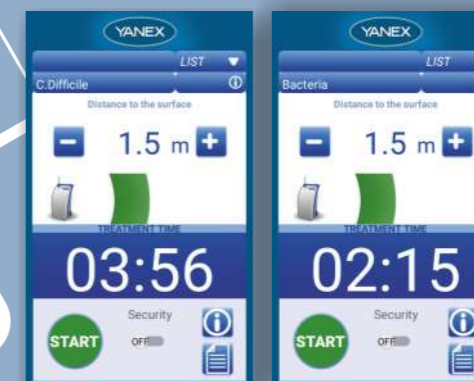 YANEX
LIST
C.Difficile
Distance to the surface
1.5 m
TREATMENT TIME
03:56
Security
START
OFF
YANEX
LIST
Bacteria
Distance to the surface
1.5 m
TREATMENT TIME
02:15
Security
START
OFF